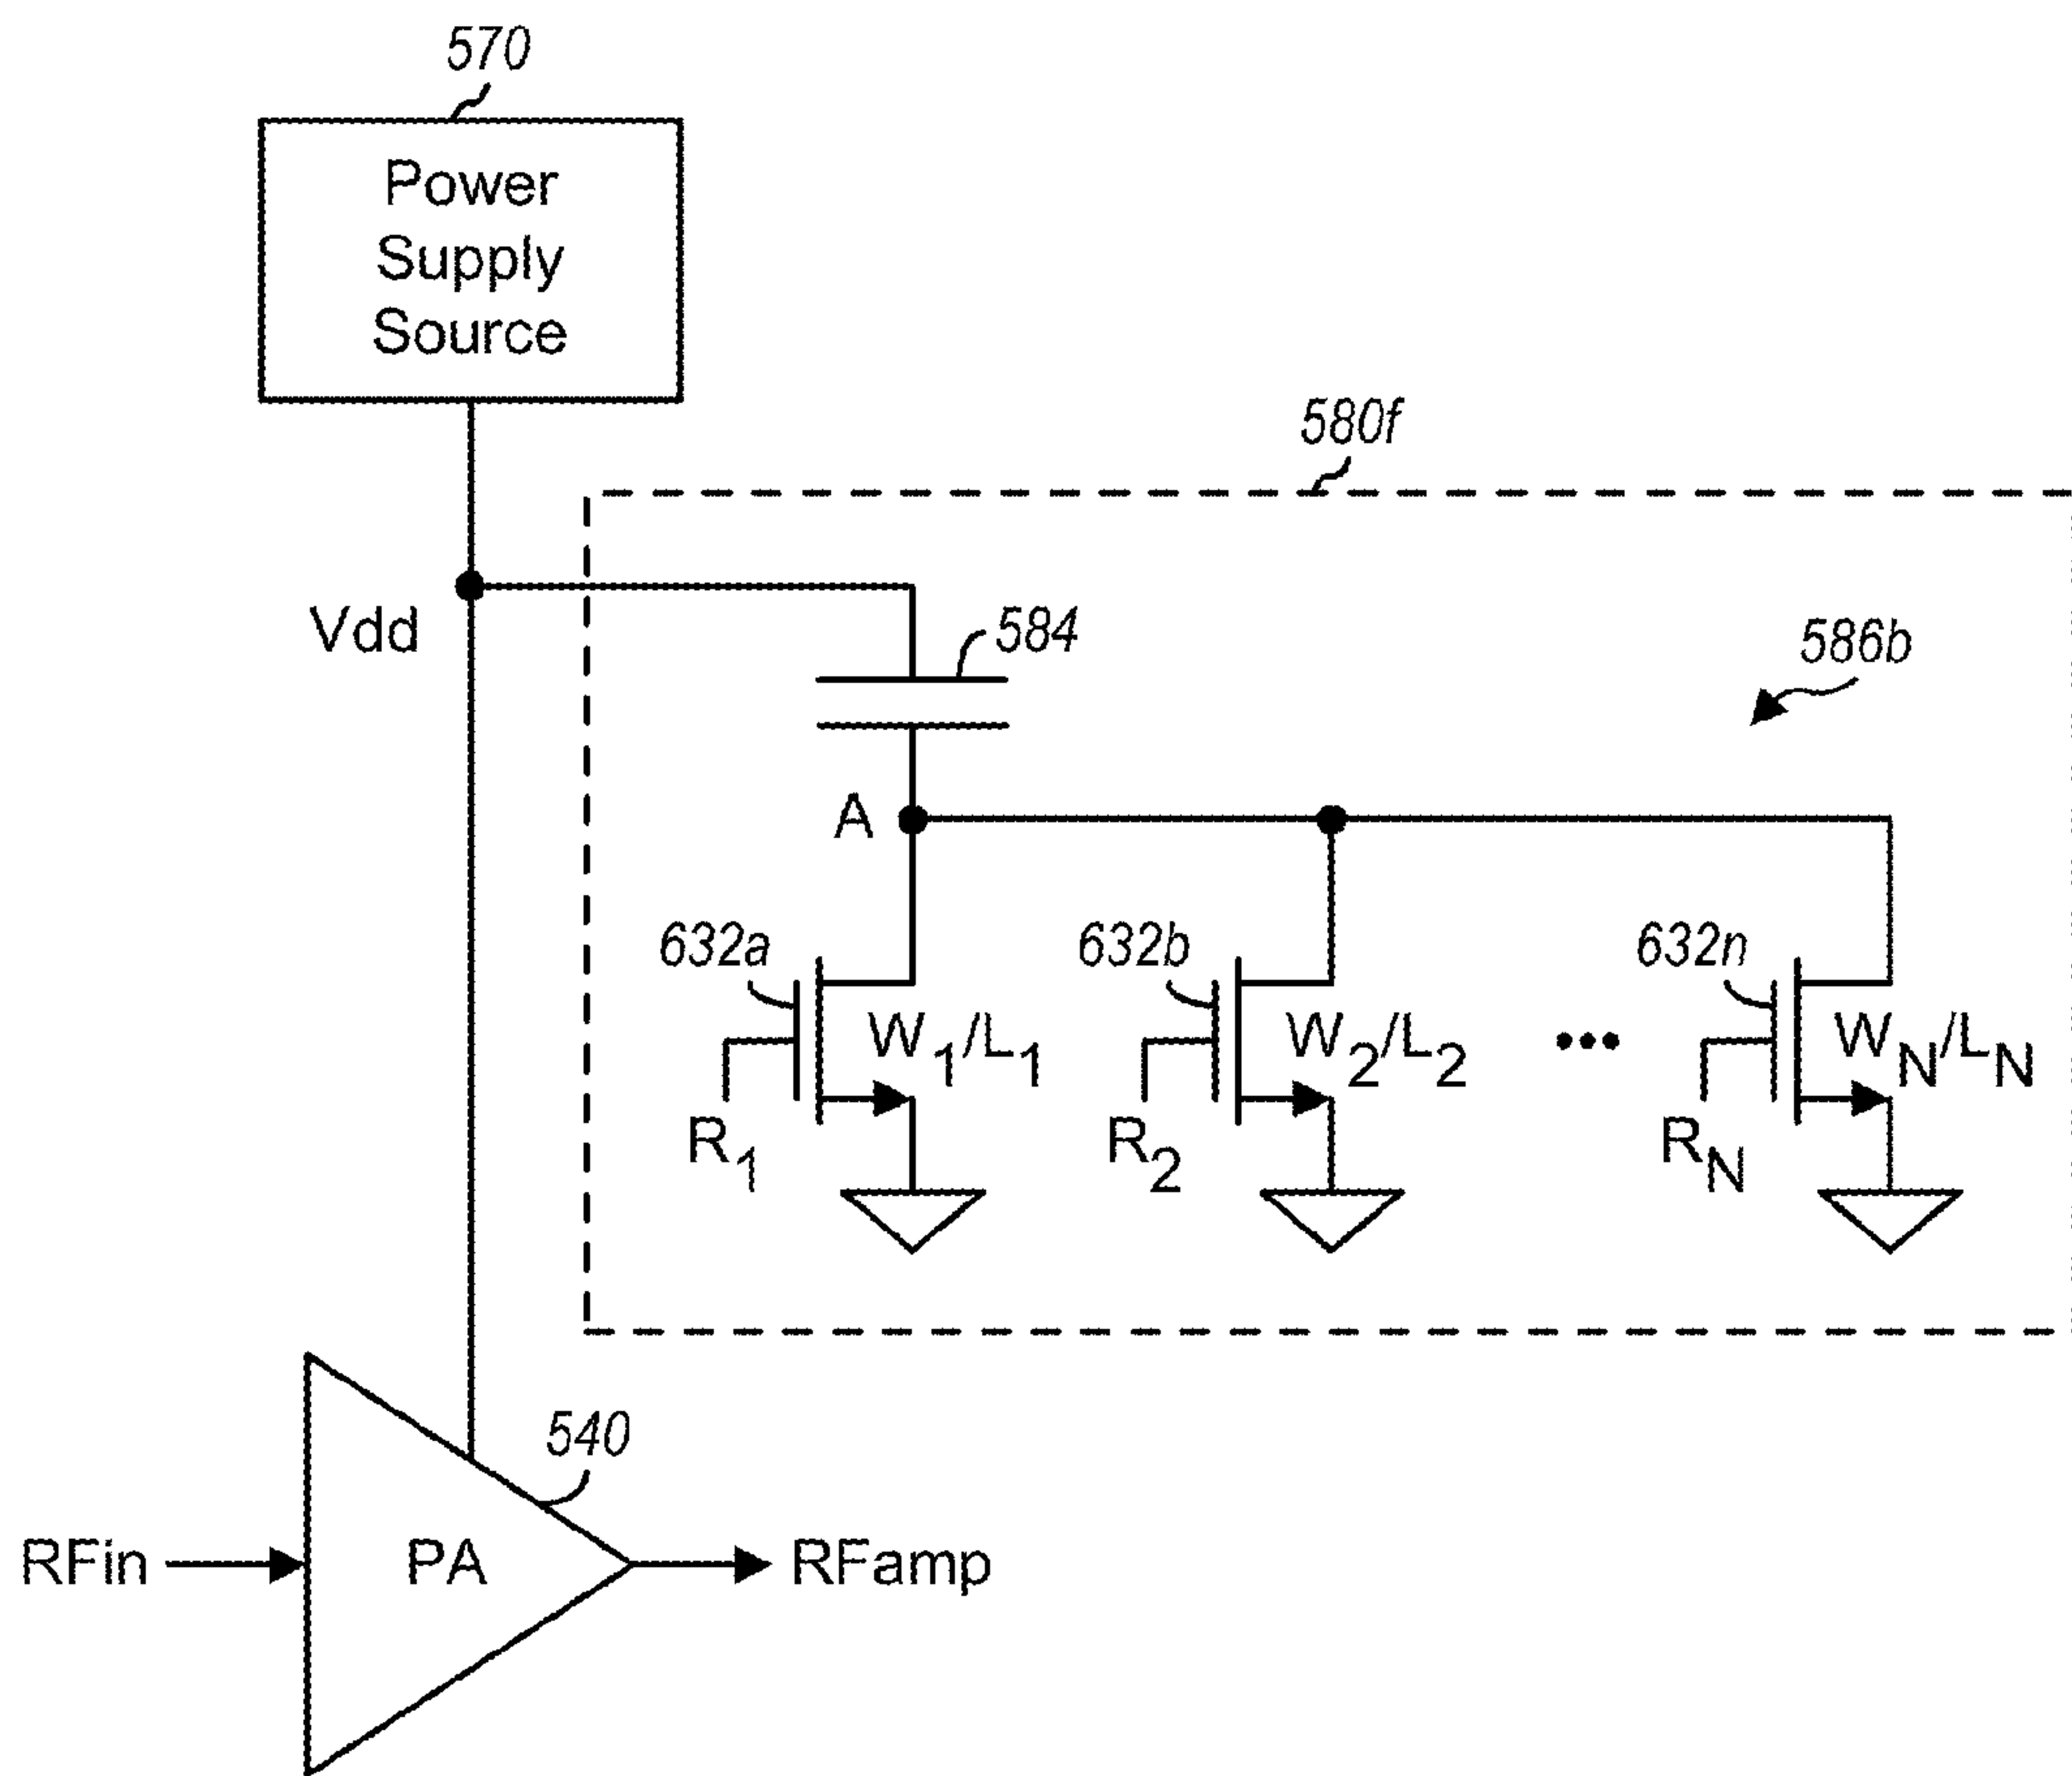 570
Power
Supply
Source
580f
Vdd
584
586b
A
632a
632b
632n
W1/L1
W2/L2
•••
WN/LN
R1
R2
RN
540
RFin
PA
RFamp